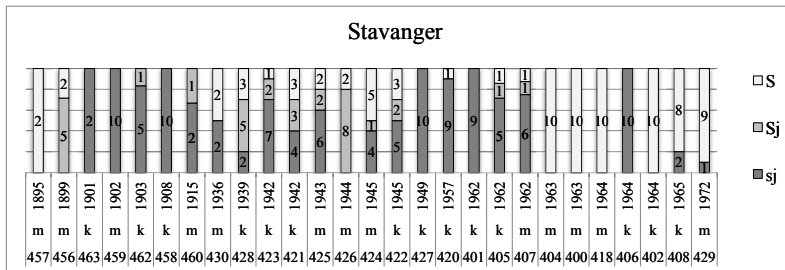 Stavanger
2 2 2 3 1 3 2 2 5 3 1 1 1 10 10 10 10 8 9
5 1 1 5 2 3 2 8 1 2 1 1
2 10 5 10 2 2 2 7 4 6 4 5 10 9 9 5 6 10 2 1
S
Sj
sj
1895 1899 1901 1902 1903 1908 1915 1936 1939 1942 1942 1943 1944 1945 1945 1949 1957 1962 1962 1962 1963 1963 1964 1964 1964 1965 1972
m m k m k k m m k k k m m m k k k k k m m m m k k k m
457 456 463 459 462 458 460 430 428 423 421 425 426 424 422 427 420 401 405 407 404 400 418 406 402 408 429